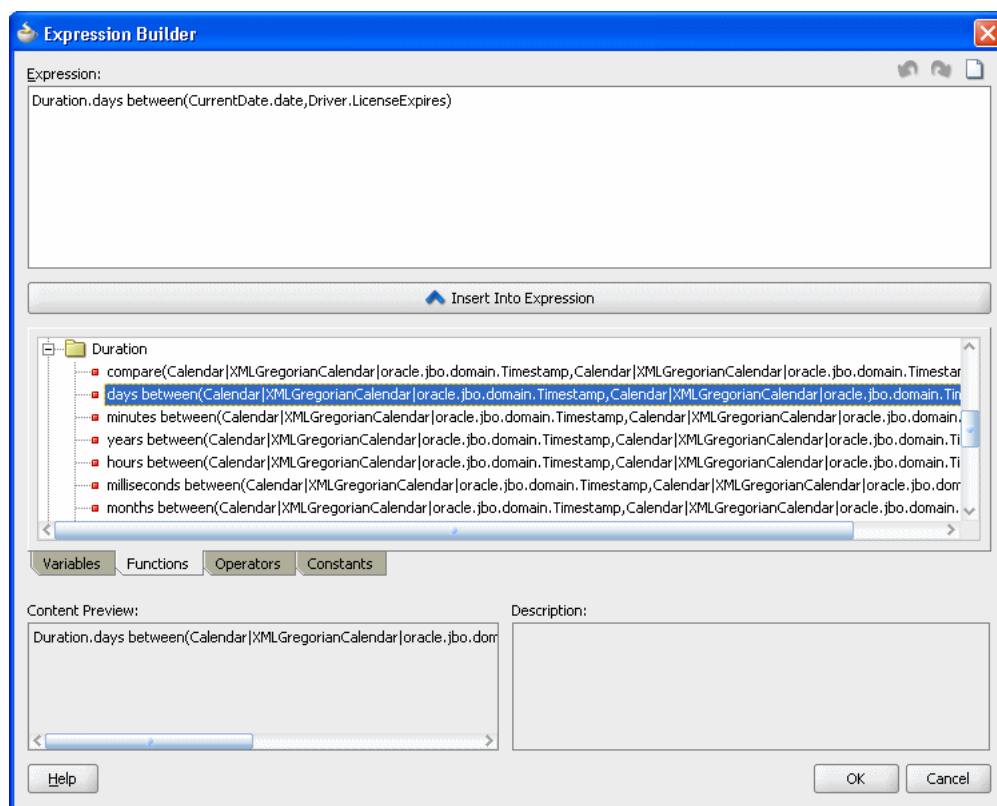 Expression Builder
Expression:
Duration.days between(CurrentDate.date,Driver.LicenseExpires)
Insert Into Expression
Duration
compare(Calendar|XMLGregorianCalendar|oracle.jbo.domain.Timestamp,Calendar|XMLGregorianCalendar|oracle.jbo.domain.Timestar
days between(Calendar|XMLGregorianCalendar|oracle.jbo.domain.Timestamp,Calendar|XMLGregorianCalendar|oracle.jbo.domain.Tin
minutes between(Calendar|XMLGregorianCalendar|oracle.jbo.domain.Timestamp,Calendar|XMLGregorianCalendar|oracle.jbo.domain.
years between(Calendar|XMLGregorianCalendar|oracle.jbo.domain.Timestamp,Calendar|XMLGregorianCalendar|oracle.jbo.domain.Ti
hours between(Calendar|XMLGregorianCalendar|oracle.jbo.domain.Timestamp,Calendar|XMLGregorianCalendar|oracle.jbo.domain.Ti
milliseconds between(Calendar|XMLGregorianCalendar|oracle.jbo.domain.Timestamp,Calendar|XMLGregorianCalendar|oracle.jbo.dom
months between(Calendar|XMLGregorianCalendar|oracle.jbo.domain.Timestamp,Calendar|XMLGregorianCalendar|oracle.jbo.domain.
Variables Functions Operators Constants
Content Preview: Description:
Duration.days between(Calendar|XMLGregorianCalendar|oracle.jbo.dom
Help OK Cancel